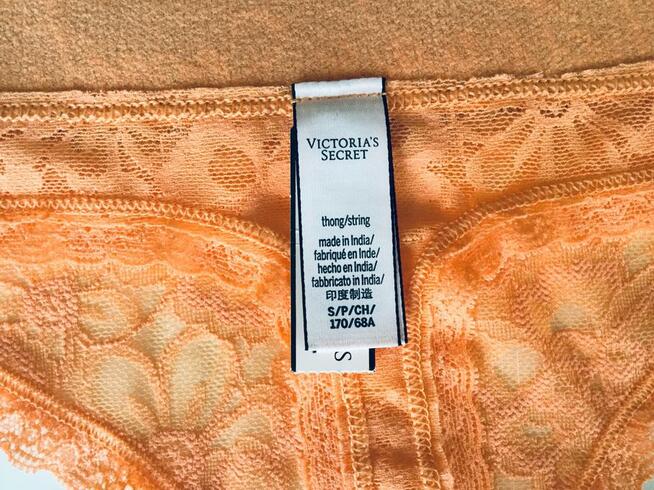 VICTORIA'S
SECRET
thong/string
made in India/
fabriqué en Inde/
hecho en India/
fabbricato in India/
印度制造
S/P/CH/
170/68A
S